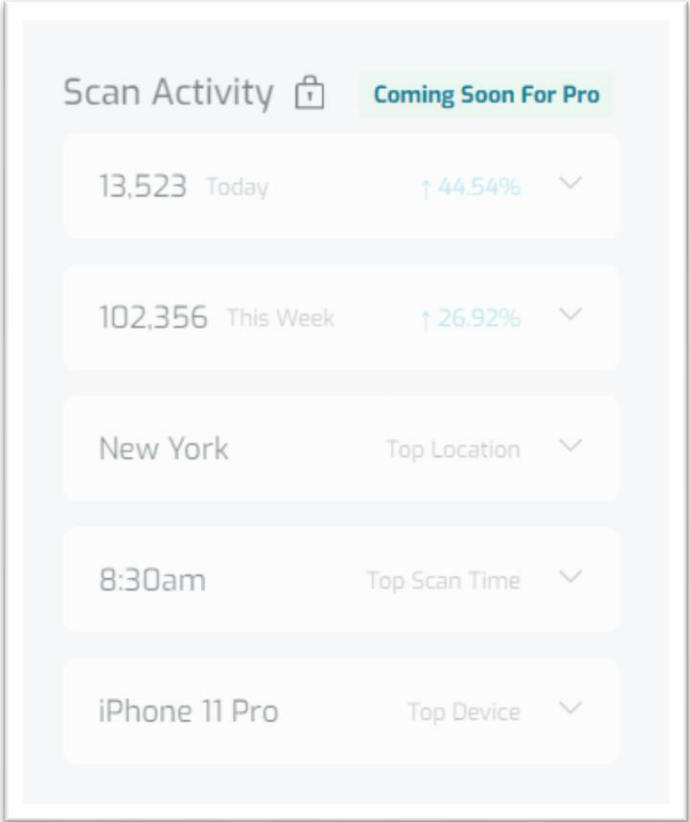 Scan Activity Coming Soon For Pro
13,523 Today ↑ 44.54%
102,356 This Week ↑ 26.92%
New York Top Location
8:30am Top Scan Time
iPhone 11 Pro Top Device